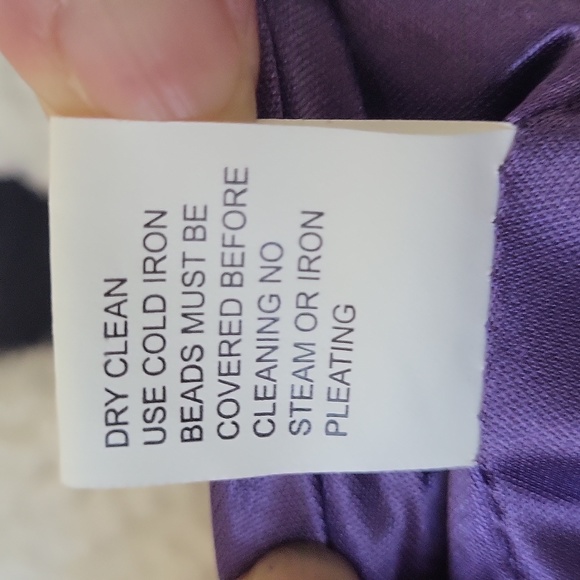 DRY CLEAN
USE COLD IRON
BEADS MUST BE
COVERED BEFORE
CLEANING NO
STEAM OR IRON
PLEATING